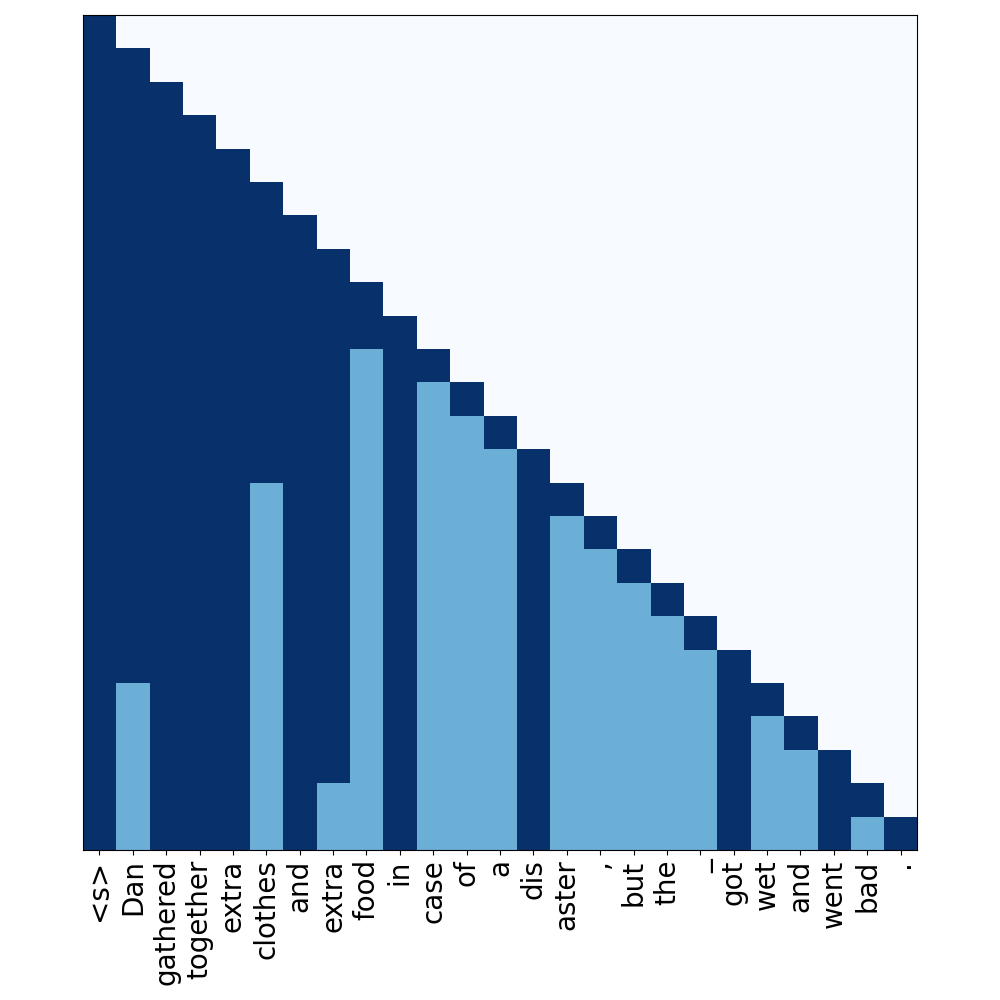 <s> Dan gathered together extra clothes and extra food in case of a dis aster , but the _ got wet and went bad .